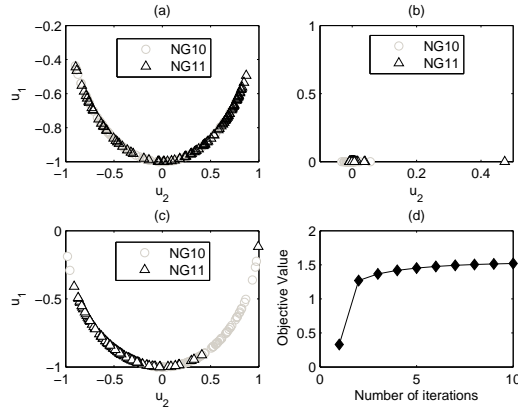 (a)
−0.2
−0.4
−0.6
−0.8
−1
u1
NG10
NG11
−1
−0.5
0
0.5
1
u2
(b)
1
0.5
0
NG10
NG11
0
0.2
0.4
u2
(c)
0
−0.5
−1
u1
NG10
NG11
−1
−0.5
0
0.5
1
u2
(d)
2
1.5
1
0.5
0
Objective Value
0
5
10
Number of iterations